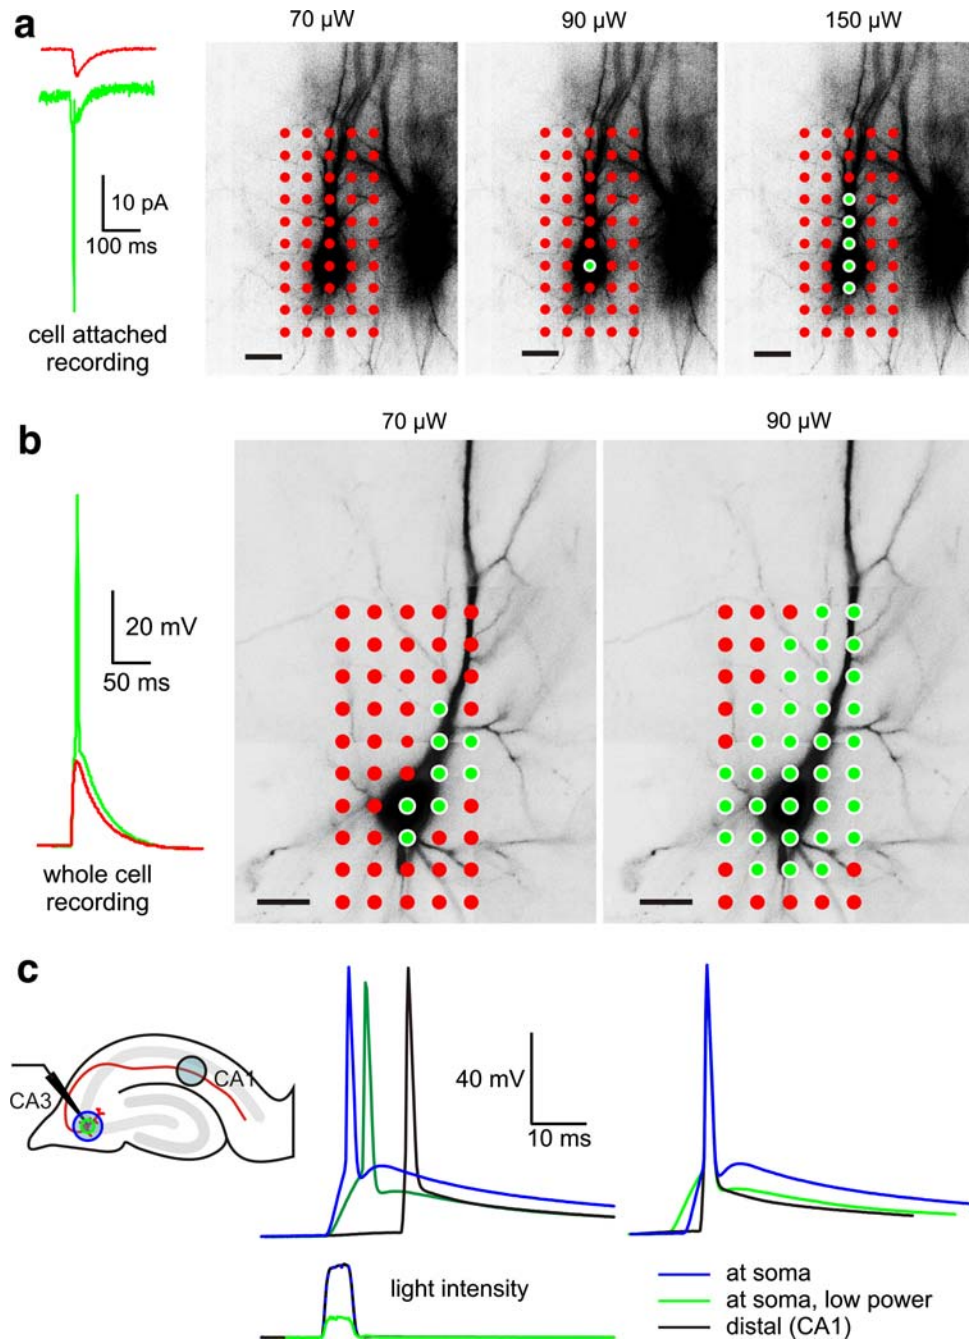 a
70 µW
90 µW
150 µW
10 pA
100 ms
cell attached
recording
b
70 µW
90 µW
20 mV
50 ms
whole cell
recording
c
CA1
CA3
40 mV
10 ms
light intensity
at soma
at soma, low power
distal (CA1)